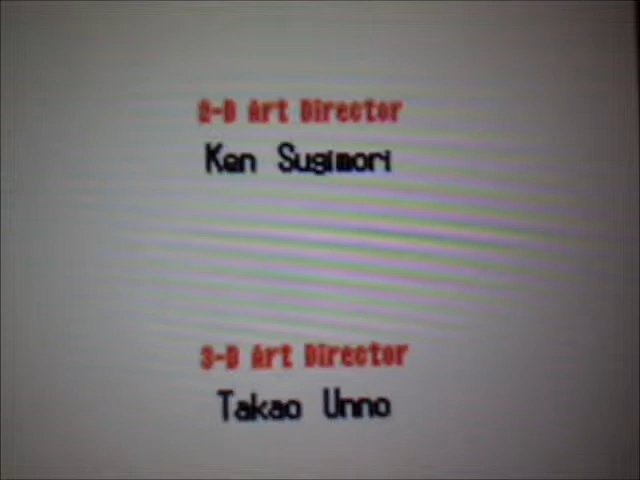 2-D Art Director
Ken Sugimori
3-D Art Director
Takao Unno